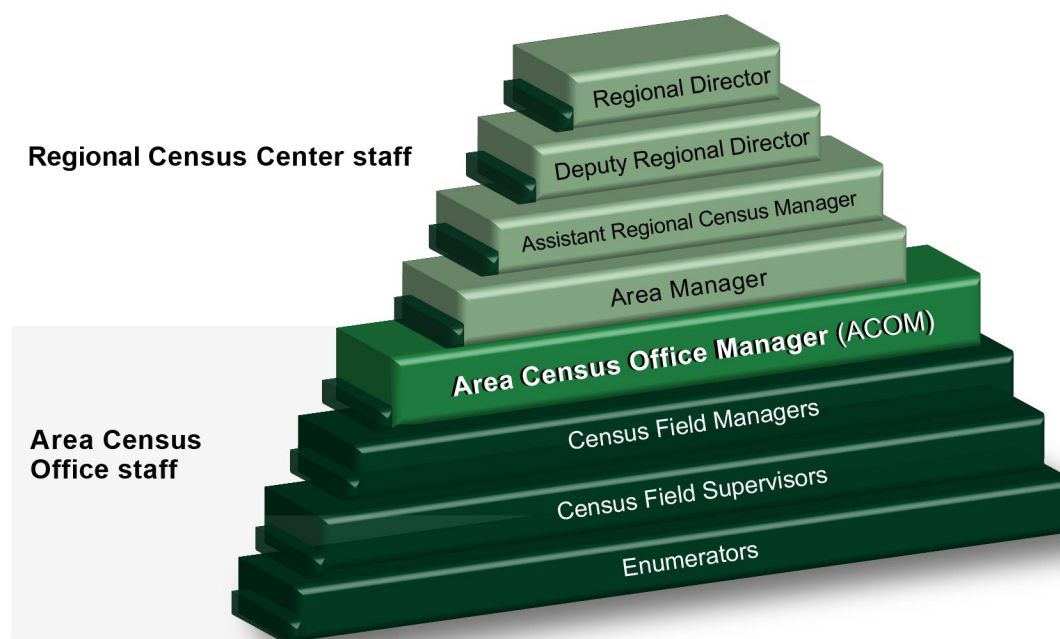 Regional Director
Deputy Regional Director
Regional Census Center staff
Assistant Regional Census Manager
Area Manager
Area Census Office Manager (ACOM)
Census Field Managers
Area Census
Office staff
Census Field Supervisors
Enumerators